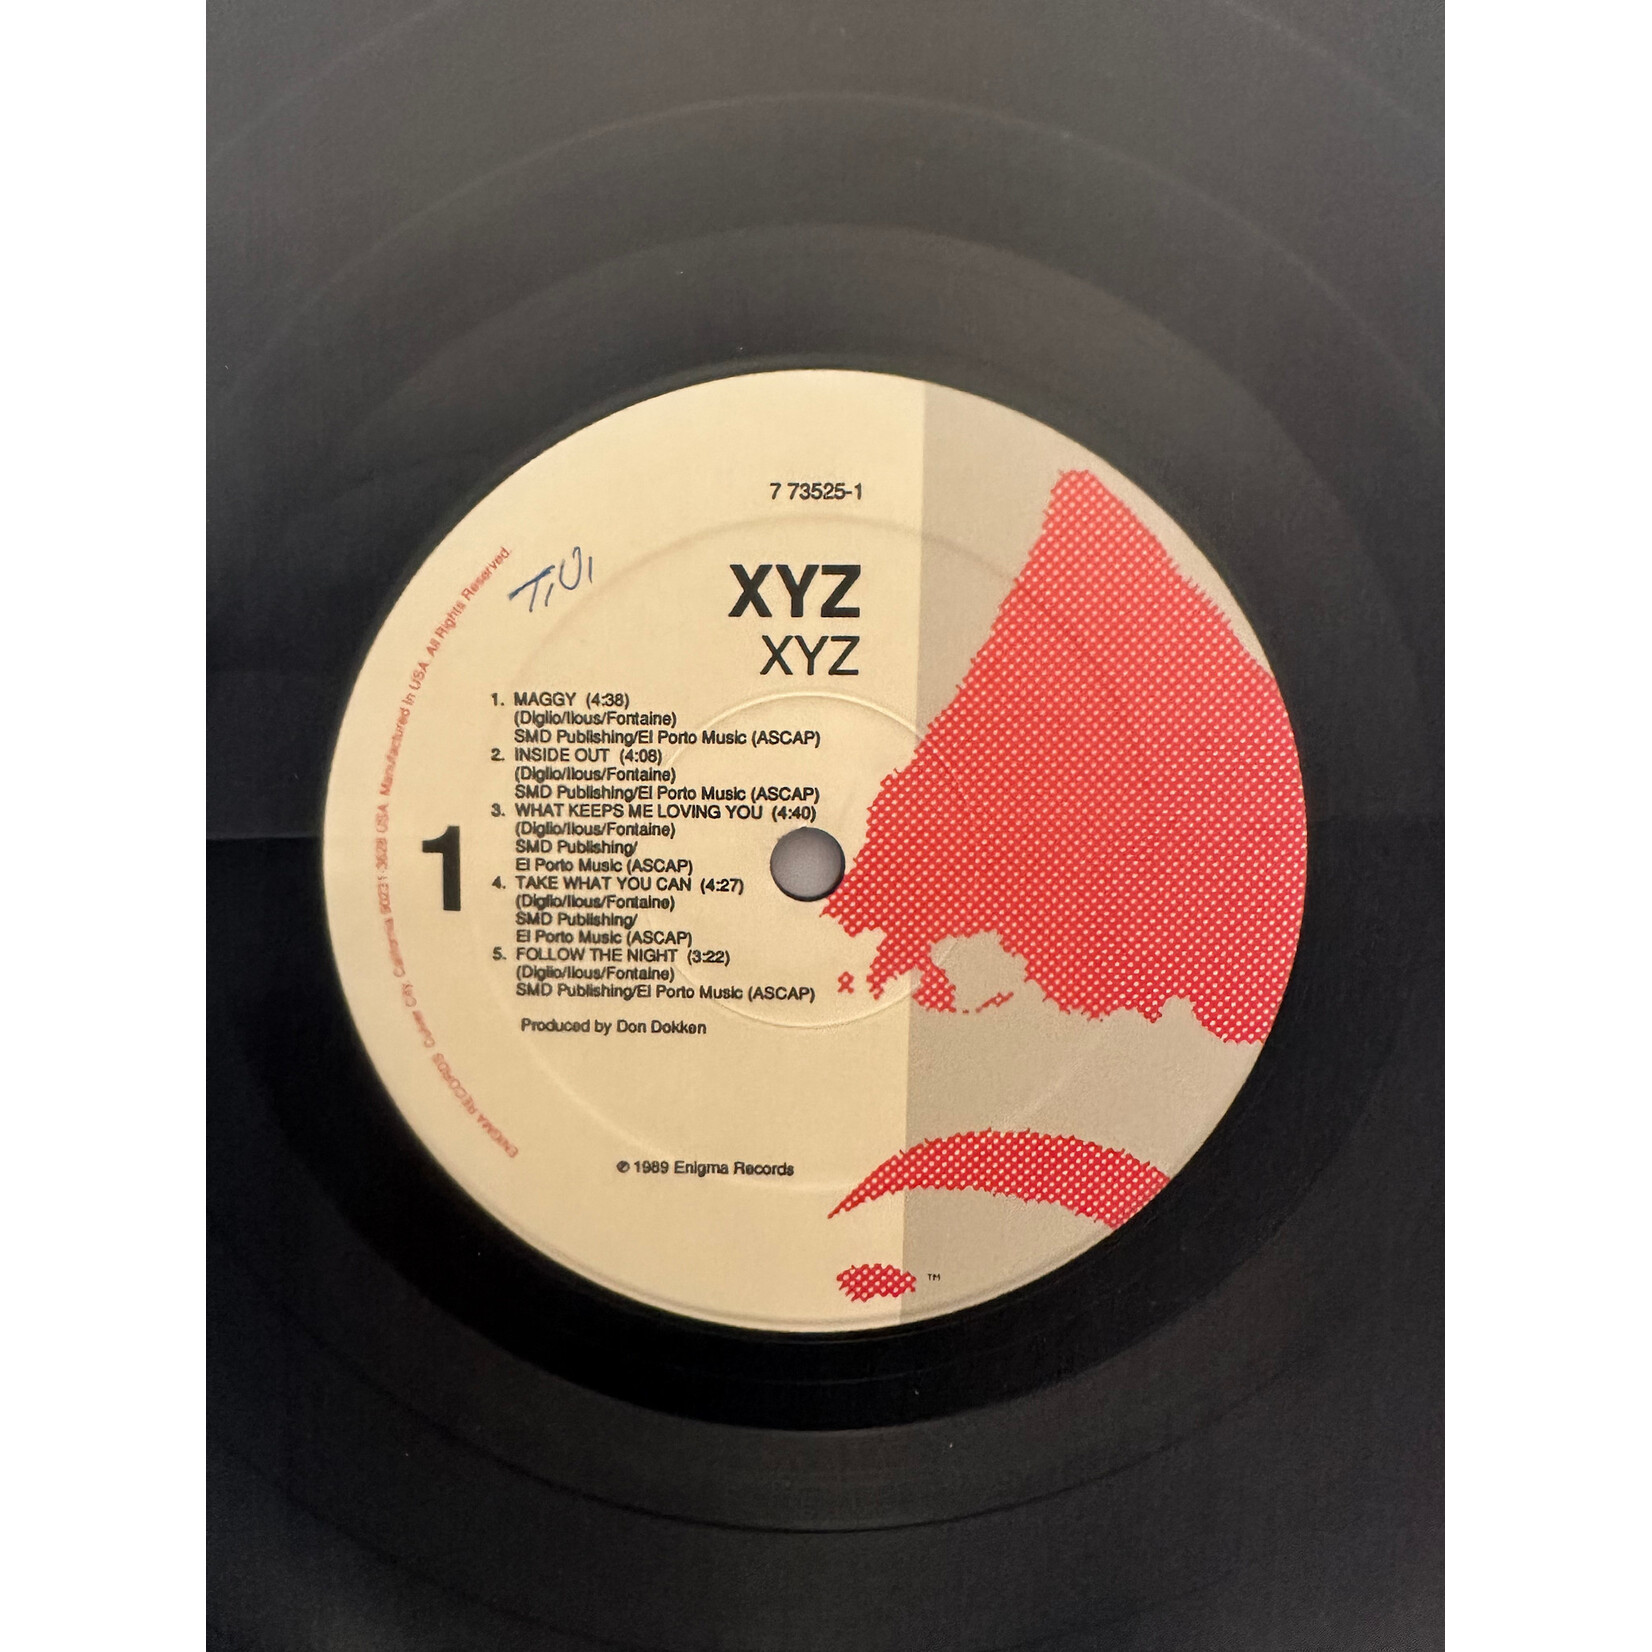 7 73525-1
XYZ
XYZ
1. MAGGY (4:38)
(Diglio/Ilous/Fontaine)
SMD Publishing/El Porto Music (ASCAP)
2. INSIDE OUT (4:08)
(Diglio/Ilous/Fontaine)
SMD Publishing/El Porto Music (ASCAP)
3. WHAT KEEPS ME LOVING YOU (4:40)
(Diglio/Ilous/Fontaine)
SMD Publishing/
El Porto Music (ASCAP)
4. TAKE WHAT YOU CAN (4:27)
(Diglio/Ilous/Fontaine)
SMD Publishing/
El Porto Music (ASCAP)
5. FOLLOW THE NIGHT (3:22)
(Diglio/Ilous/Fontaine)
SMD Publishing/El Porto Music (ASCAP)
1
Produced by Don Dokken
℗ 1989 Enigma Records
TM
ENIGMA RECORDS Culver City, California 90231-3628 USA. Manufactured in USA. All Rights Reserved.